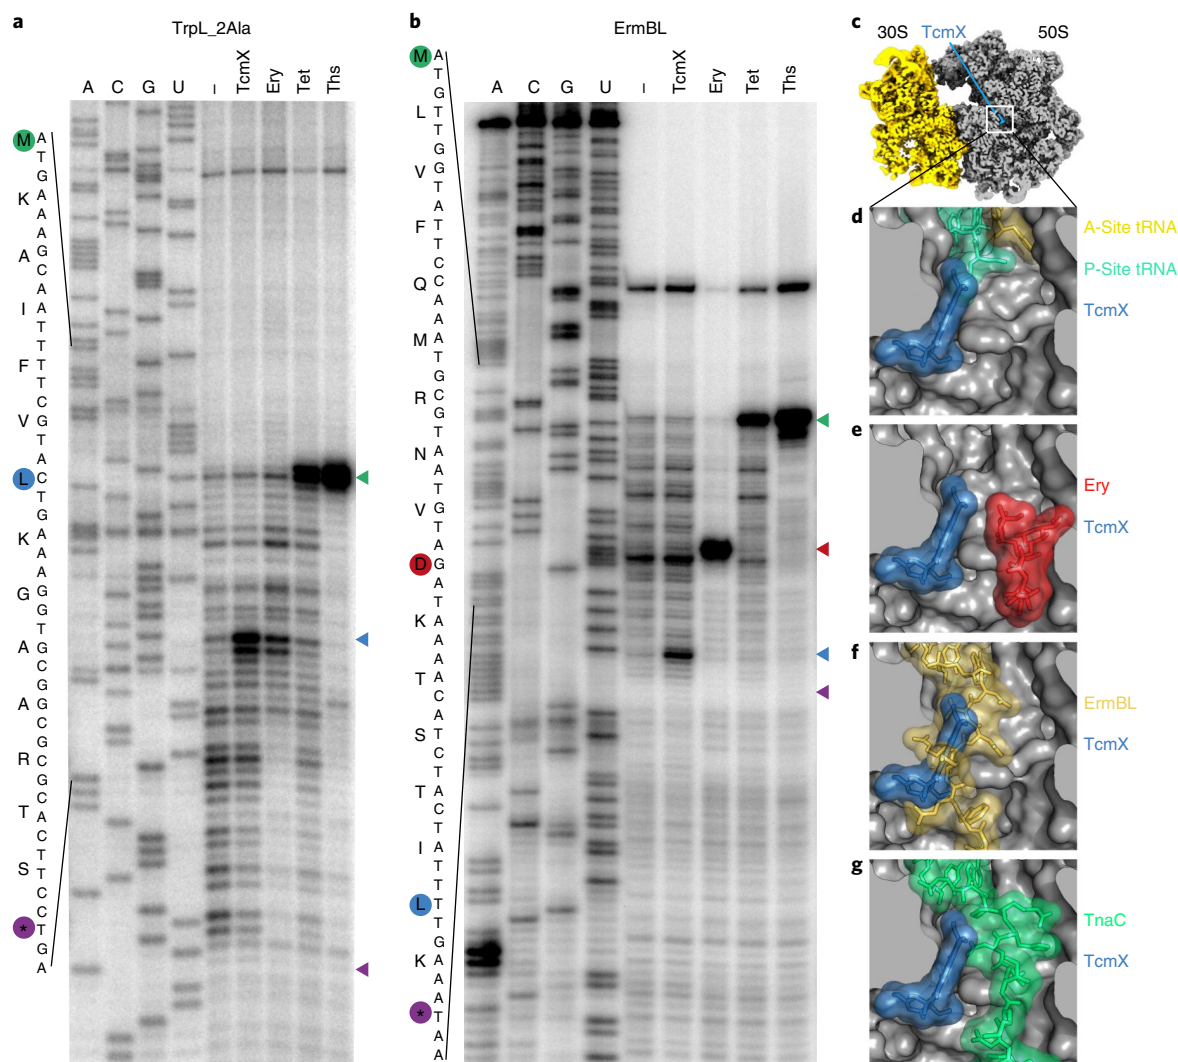 a
TrpL_2Ala
A C G U – TcmX Ery Tet Ths
M K A I F V L K G A A R T S *
A T G A A A G C A A T T T T C G T A C T G A A A G G T G C G G C G C G C A C T T C C T G A
b
ErmBL
A C G U – TcmX Ery Tet Ths
M L V F Q M R N V D K T S T I L K *
A T G T T G G T A T T C C A A A T G C G T A A T G T A G A T A A A A C A T C T A C T A T T T T G A A A T A A
c
30S TcmX 50S
d
A-Site tRNA
P-Site tRNA
TcmX
e
Ery
TcmX
f
ErmBL
TcmX
g
TnaC
TcmX